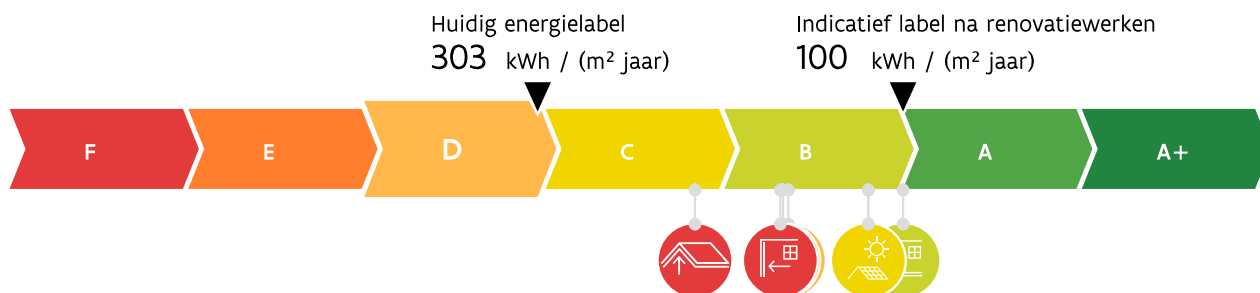 Huidig energielabel
303 kWh / (m² jaar)
Indicatief label na renovatiewerken
100 kWh / (m² jaar)
F E D C B A A+